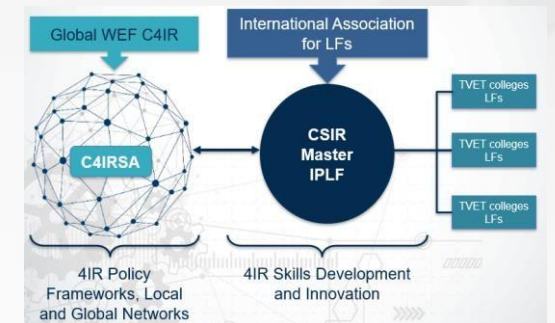 Global WEF C4IR
International Association
for LFs
C4IRSA
CSIR
Master
IPLF
TVET colleges
LFs
TVET colleges
LFs
TVET colleges
LFs
4IR Policy
Frameworks, Local
and Global Networks
4IR Skills Development
and Innovation